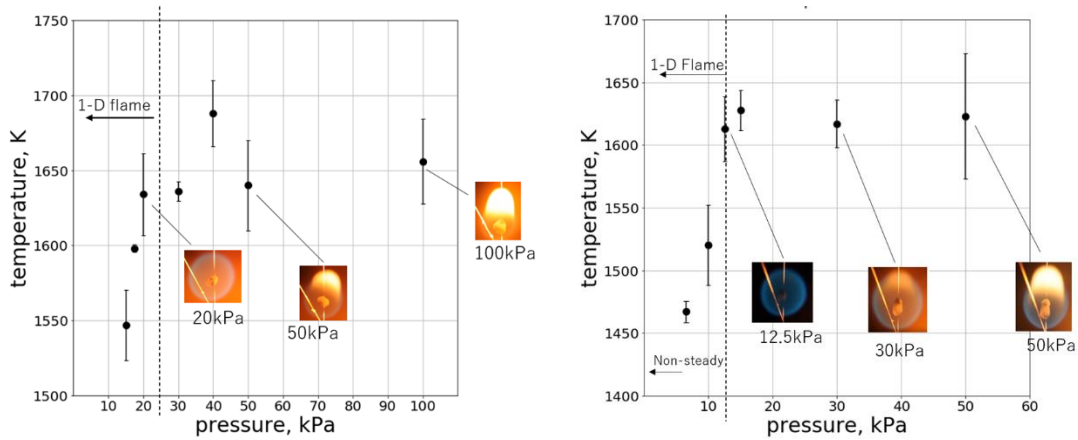 1750
1700
1650
1600
1550
1500
temperature, K
1-D flame
20kPa
50kPa
100kPa
10 20 30 40 50 60 70 80 90 100
pressure, kPa
1700
1650
1600
1550
1500
1450
1400
temperature, K
1-D Flame
Non-steady
12.5kPa
30kPa
50kPa
10 20 30 40 50 60
pressure, kPa